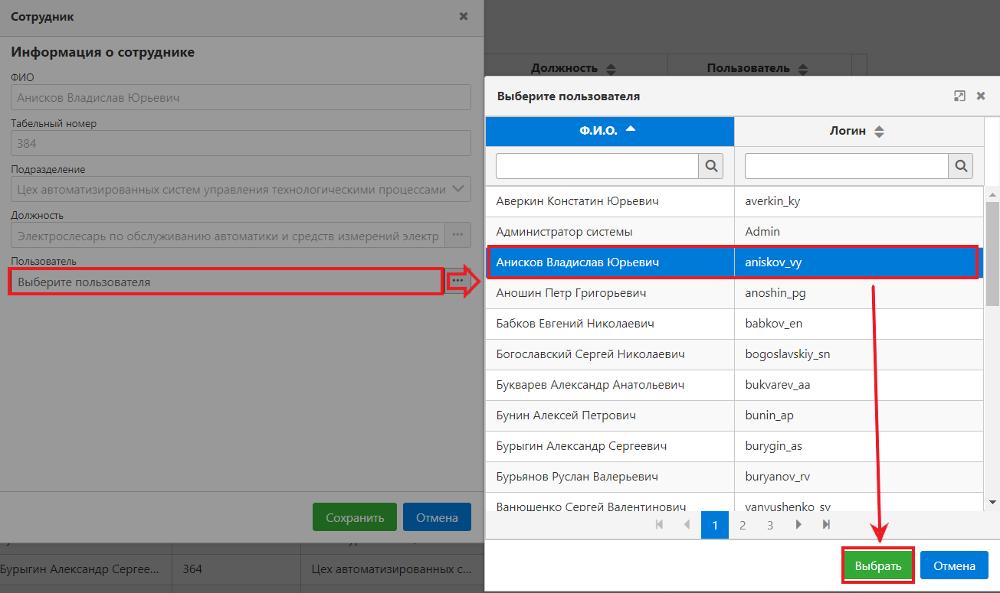 Сотрудник
Информация о сотруднике
ФИО
Анисков Владислав Юрьевич
Табельный номер
384
Подразделение
Цех автоматизированных систем управления технологическими процессами
Должность
Электрослесарь по обслуживанию автоматики и средств измерений электр
...
Пользователь
Выберите пользователя
...
Сохранить
Отмена
Бурыгин Александр Сергее...
364
Цех автоматизированных с...
Должность
Пользователь
Выберите пользователя
Ф.И.О.
Логин
Аверкин Констатин Юрьевич
averkin_ky
Администратор системы
Admin
Анисков Владислав Юрьевич
aniskov_vy
Аношин Петр Григорьевич
anoshin_pg
Бабков Евгений Николаевич
babkov_en
Богославский Сергей Николаевич
bogoslavskiy_sn
Букварев Александр Анатольевич
bukvarev_aa
Бунин Алексей Петрович
bunin_ap
Бурыгин Александр Сергеевич
burygin_as
Бурьянов Руслан Валерьевич
buryanov_rv
Ванюшенко Сергей Валентинович
vanyushenko_sv
1 2 3
Выбрать
Отмена